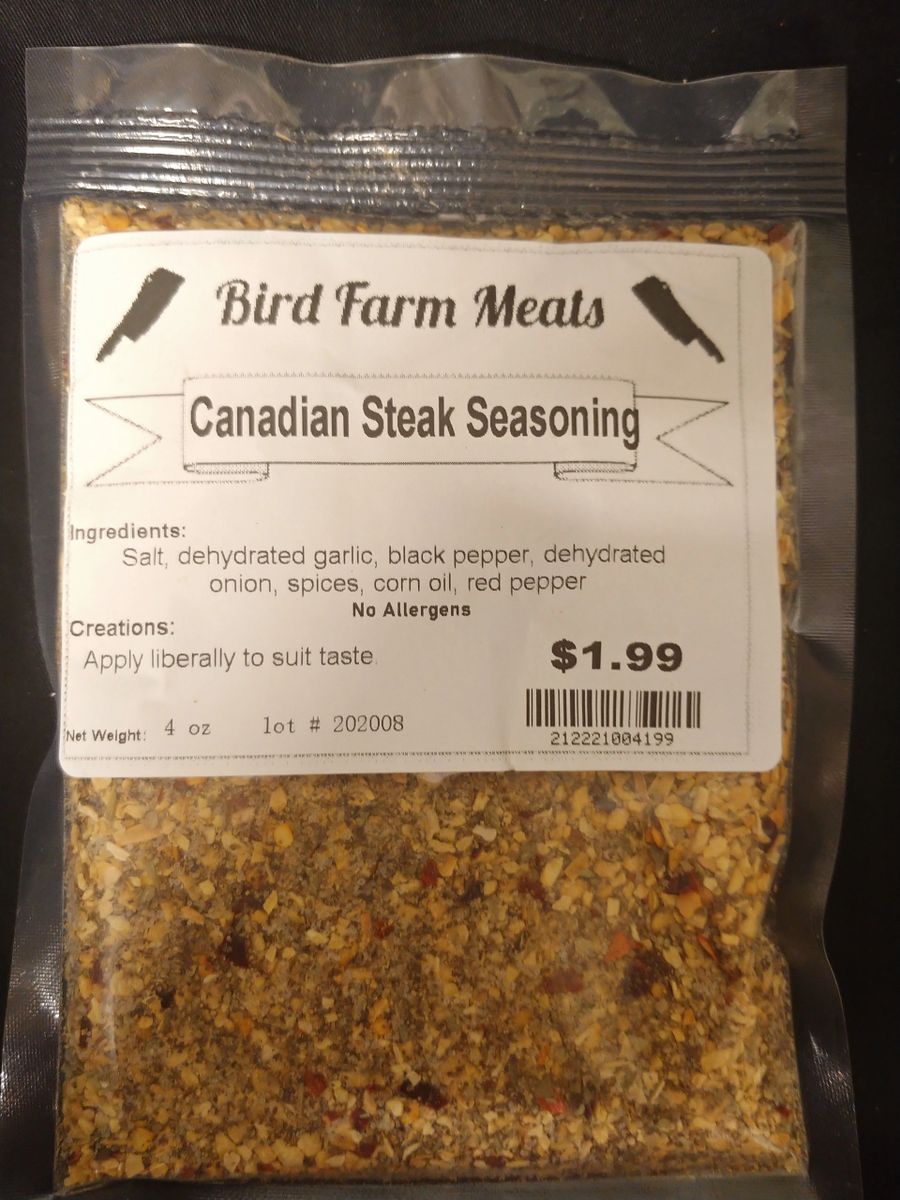 Bird Farm Meats
Canadian Steak Seasoning
Ingredients:
Salt, dehydrated garlic, black pepper, dehydrated
onion, spices, corn oil, red pepper
No Allergens
Creations:
Apply liberally to suit taste.
$1.99
Net Weight: 4 oz lot # 202008
212221004199